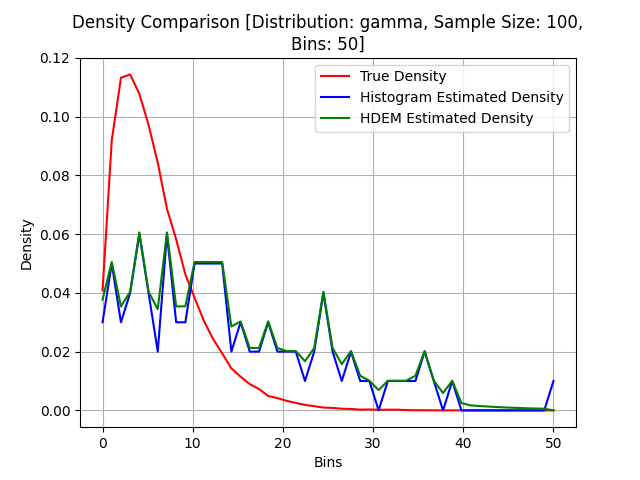 Density Comparison [Distribution: gamma, Sample Size: 100,
Bins: 50]
True Density
Histogram Estimated Density
HDEM Estimated Density
Density
0.12
0.10
0.08
0.06
0.04
0.02
0.00
0 10 20 30 40 50
Bins